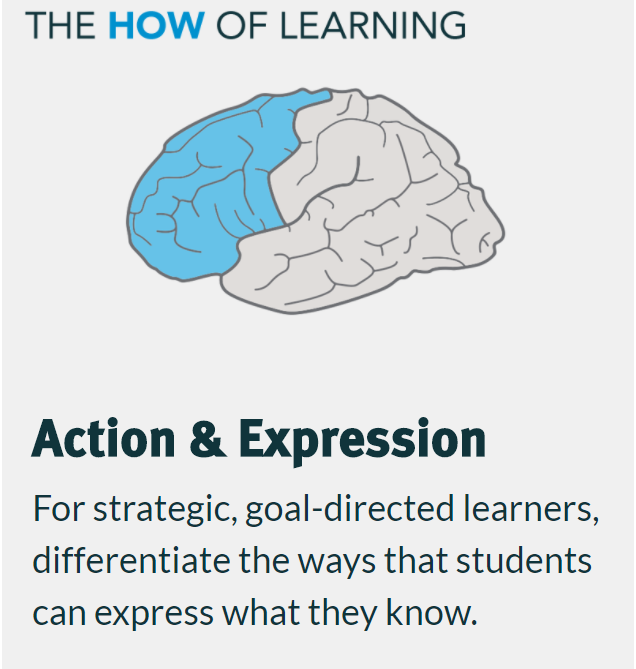 THE HOW OF LEARNING
Action & Expression
For strategic, goal-directed learners,
differentiate the ways that students
can express what they know.